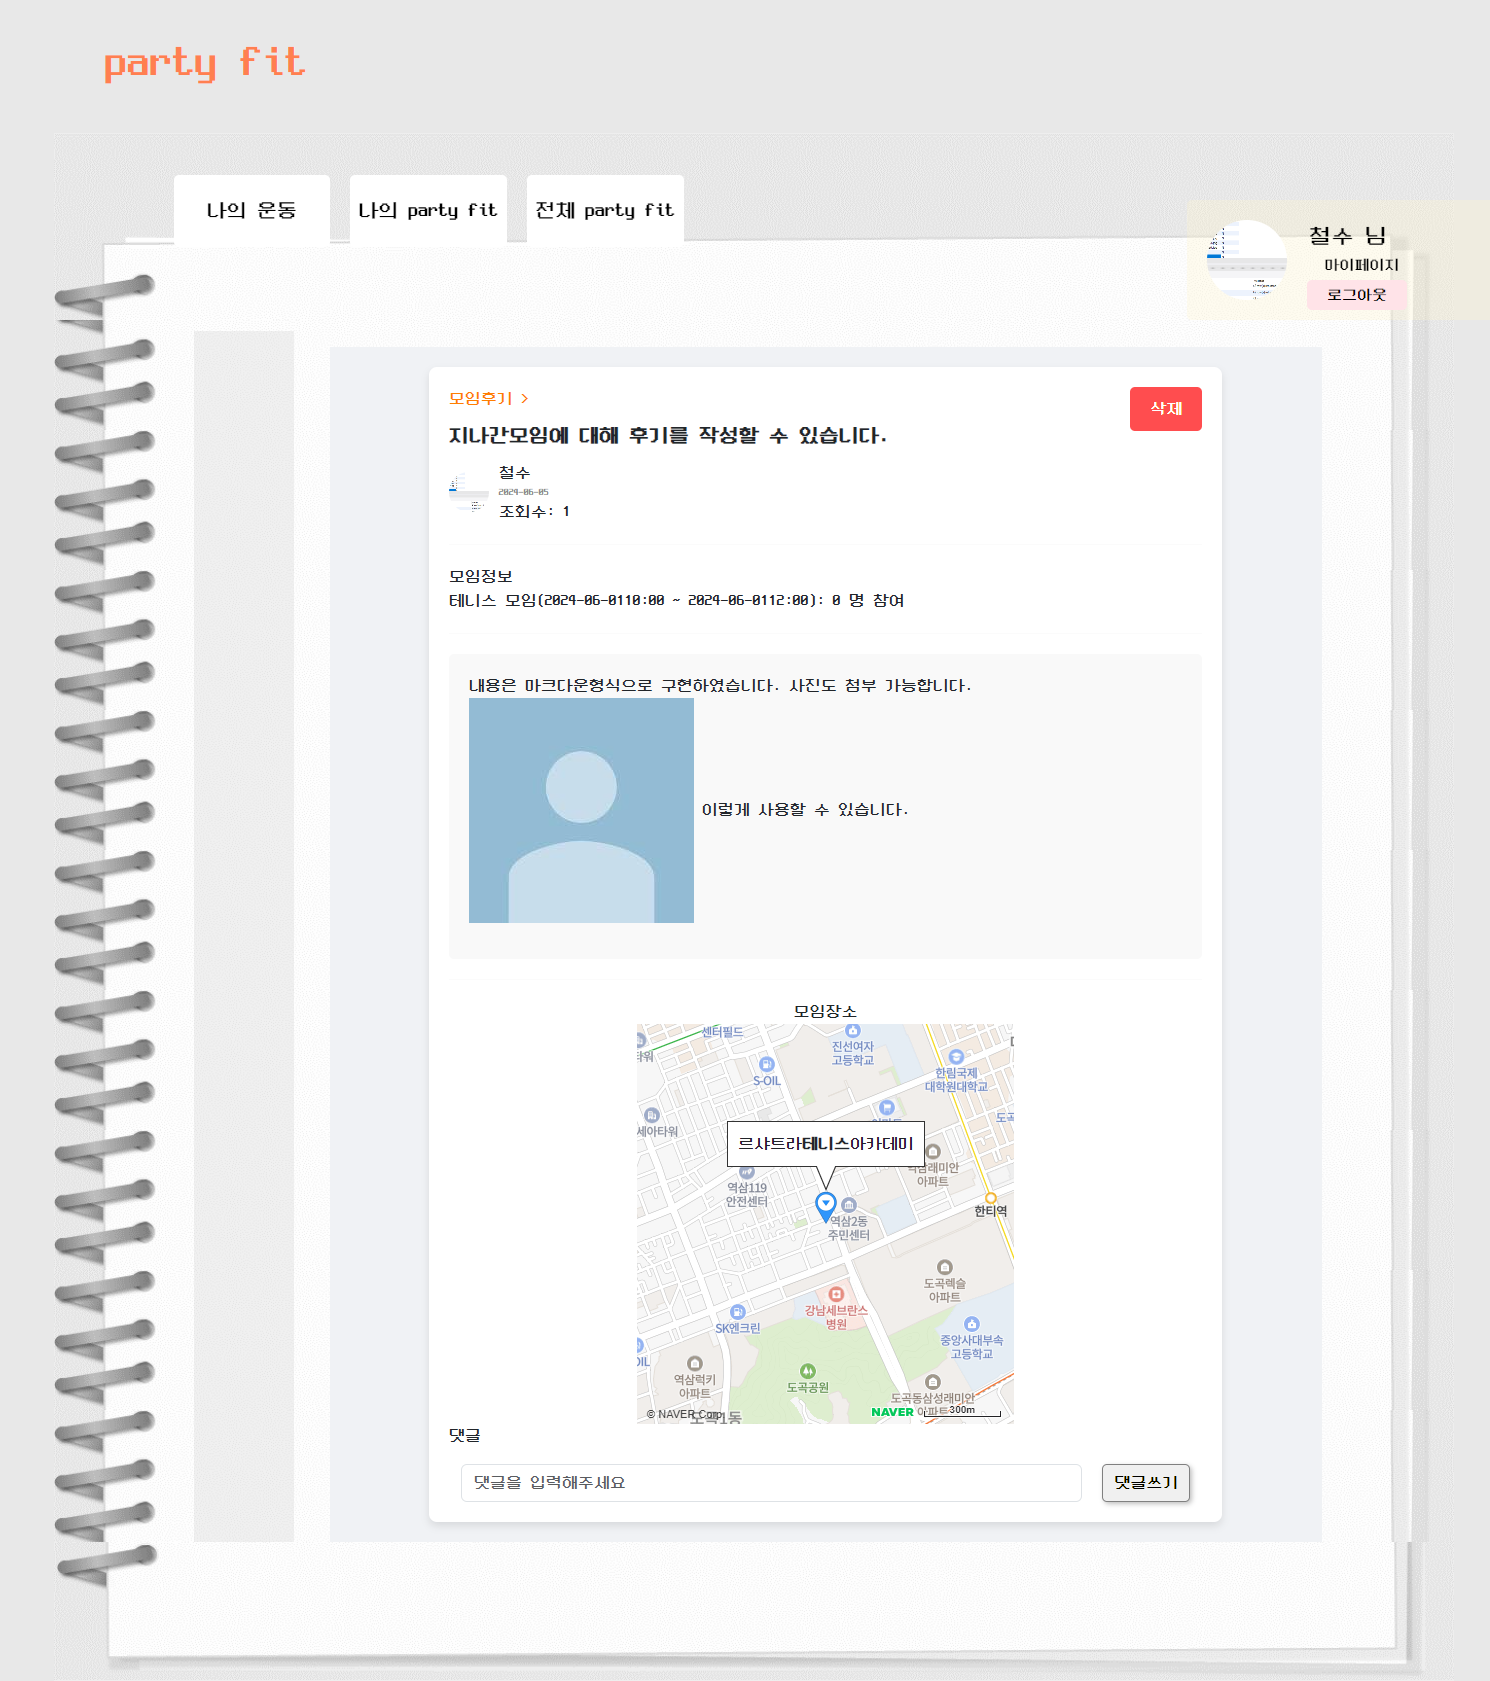 party fit
나의 운동
나의 party fit
전체 party fit
철수 님
마이페이지
로그아웃
모임후기 >
삭제
지나간모임에 대해 후기를 작성할 수 있습니다.
철수
2024-06-05
조회수: 1
모임정보
테니스 모임(2024-06-0110:00 ~ 2024-06-0112:00): 0 명 참여
내용은 마크다운형식으로 구현하였습니다. 사진도 첨부 가능합니다.
이렇게 사용할 수 있습니다.
모임장소
센터필드
진선여자
고등학교
타워
S-OIL
한림국제
대학원대학교
세아타워
르샤트라테니스아카데미
역삼래미안
아파트
역삼119
안전센터
한티역
역삼2동
주민센터
도곡렉슬
아파트
강남세브란스
병원
SK엔크린
중앙사대부속
고등학교
OIL
역삼럭키
아파트
도곡공원
도곡동삼성래미안
아파트
© NAVER Corp.
도곡1동
NAVER
300m
댓글
댓글을 입력해주세요
댓글쓰기